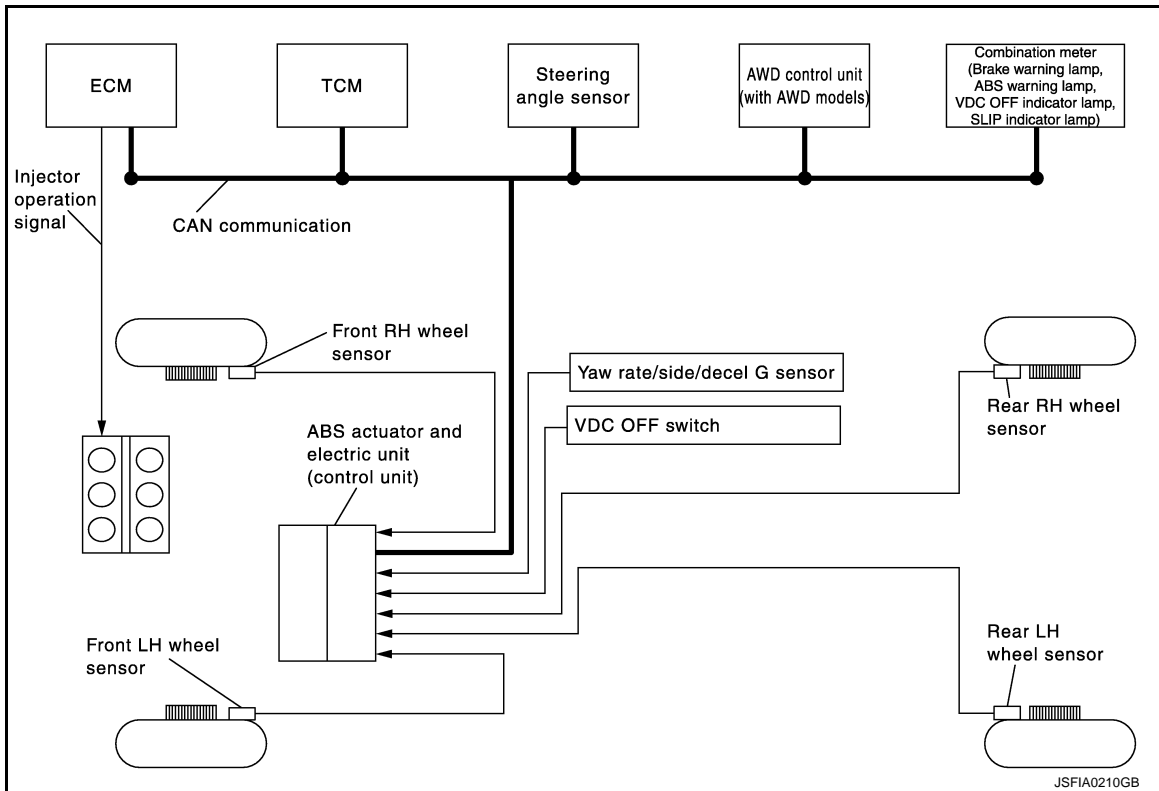 ECM
TCM
Steering
angle sensor
AWD control unit
(with AWD models)
Combination meter
(Brake warning lamp,
ABS warning lamp,
VDC OFF indicator lamp,
SLIP indicator lamp)
Injector
operation
signal
CAN communication
Front RH wheel
sensor
Yaw rate/side/decel G sensor
VDC OFF switch
Rear RH wheel
sensor
ABS actuator and
electric unit
(control unit)
Front LH wheel
sensor
Rear LH
wheel sensor
JSFIA0210GB